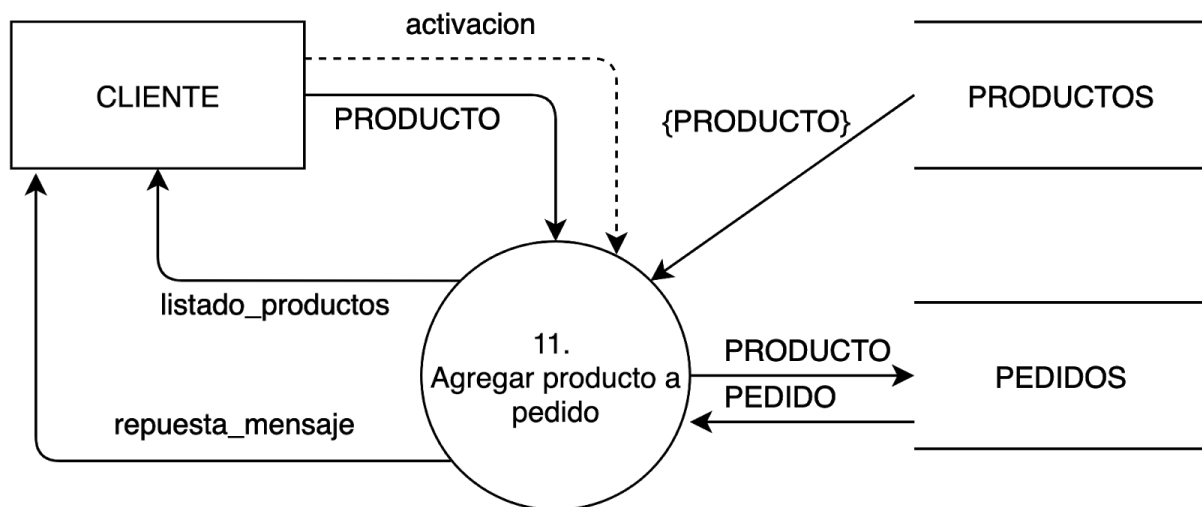 activacion
CLIENTE
PRODUCTOS
PRODUCTO
{PRODUCTO}
listado_productos
11.
Agregar producto a
pedido
PRODUCTO
PEDIDO
PEDIDOS
repuesta_mensaje